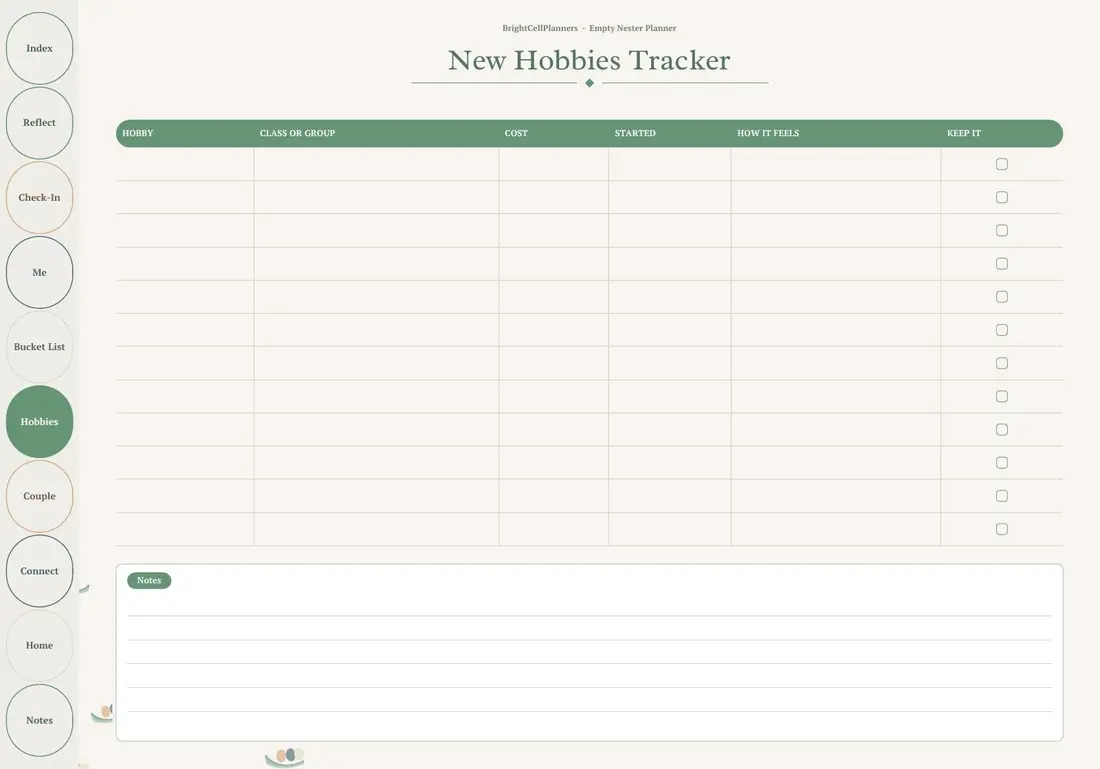 Index
Reflect
Check-In
Me
Bucket List
Hobbies
Couple
Connect
Home
Notes
BrightCellPlanners · Empty Nester Planner
New Hobbies Tracker
HOBBY CLASS OR GROUP COST STARTED HOW IT FEELS KEEP IT
Notes